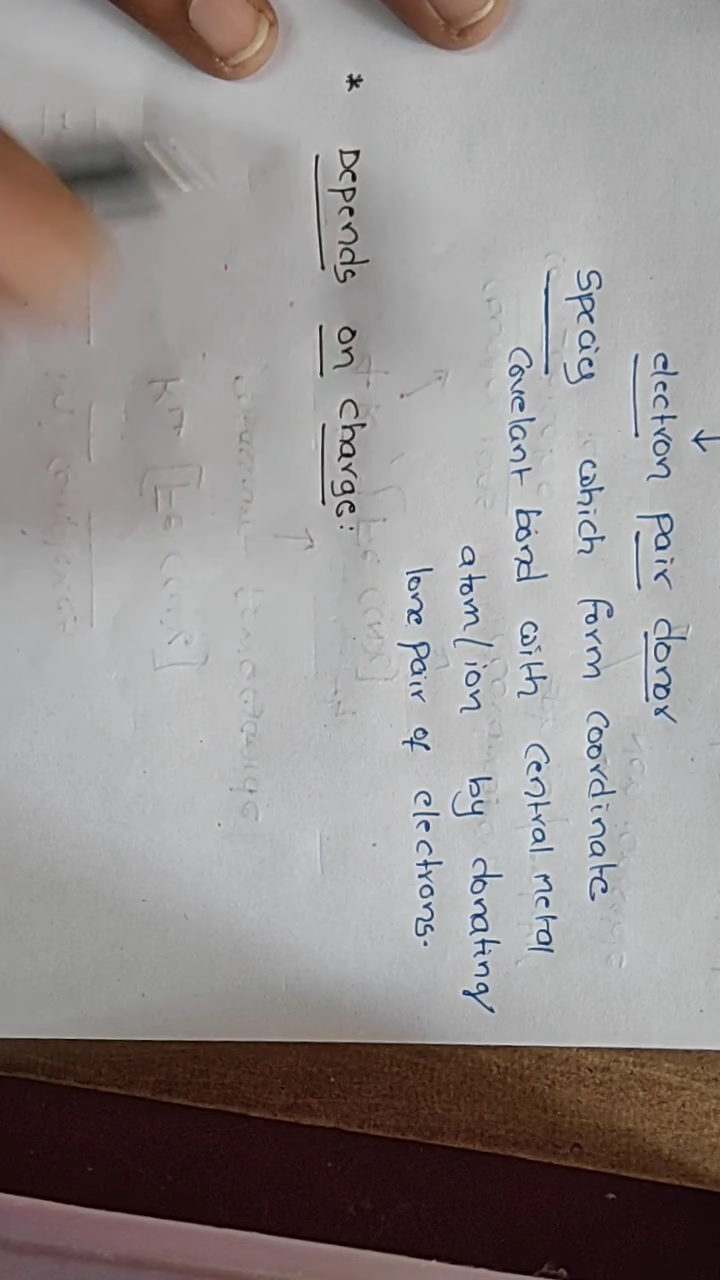 ↓
electron pair donor
Species which form coordinate
Covelant bond with central metal
atom/ion by donating
lone pair of electrons.
* Depends on charge: